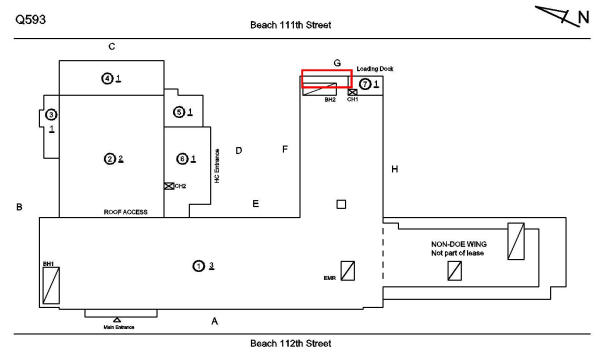 Q593
Beach 111th Street
N
C
G
Loading Dock
4 1
7 1
BH2
CH1
3
1
5 1
2 2
6 1
D
F
HC Entrance
H
CH2
B
E
ROOF ACCESS
NON-DOE WING
Not part of lease
BH1
1 3
EMR
A
Main Entrance
Beach 112th Street